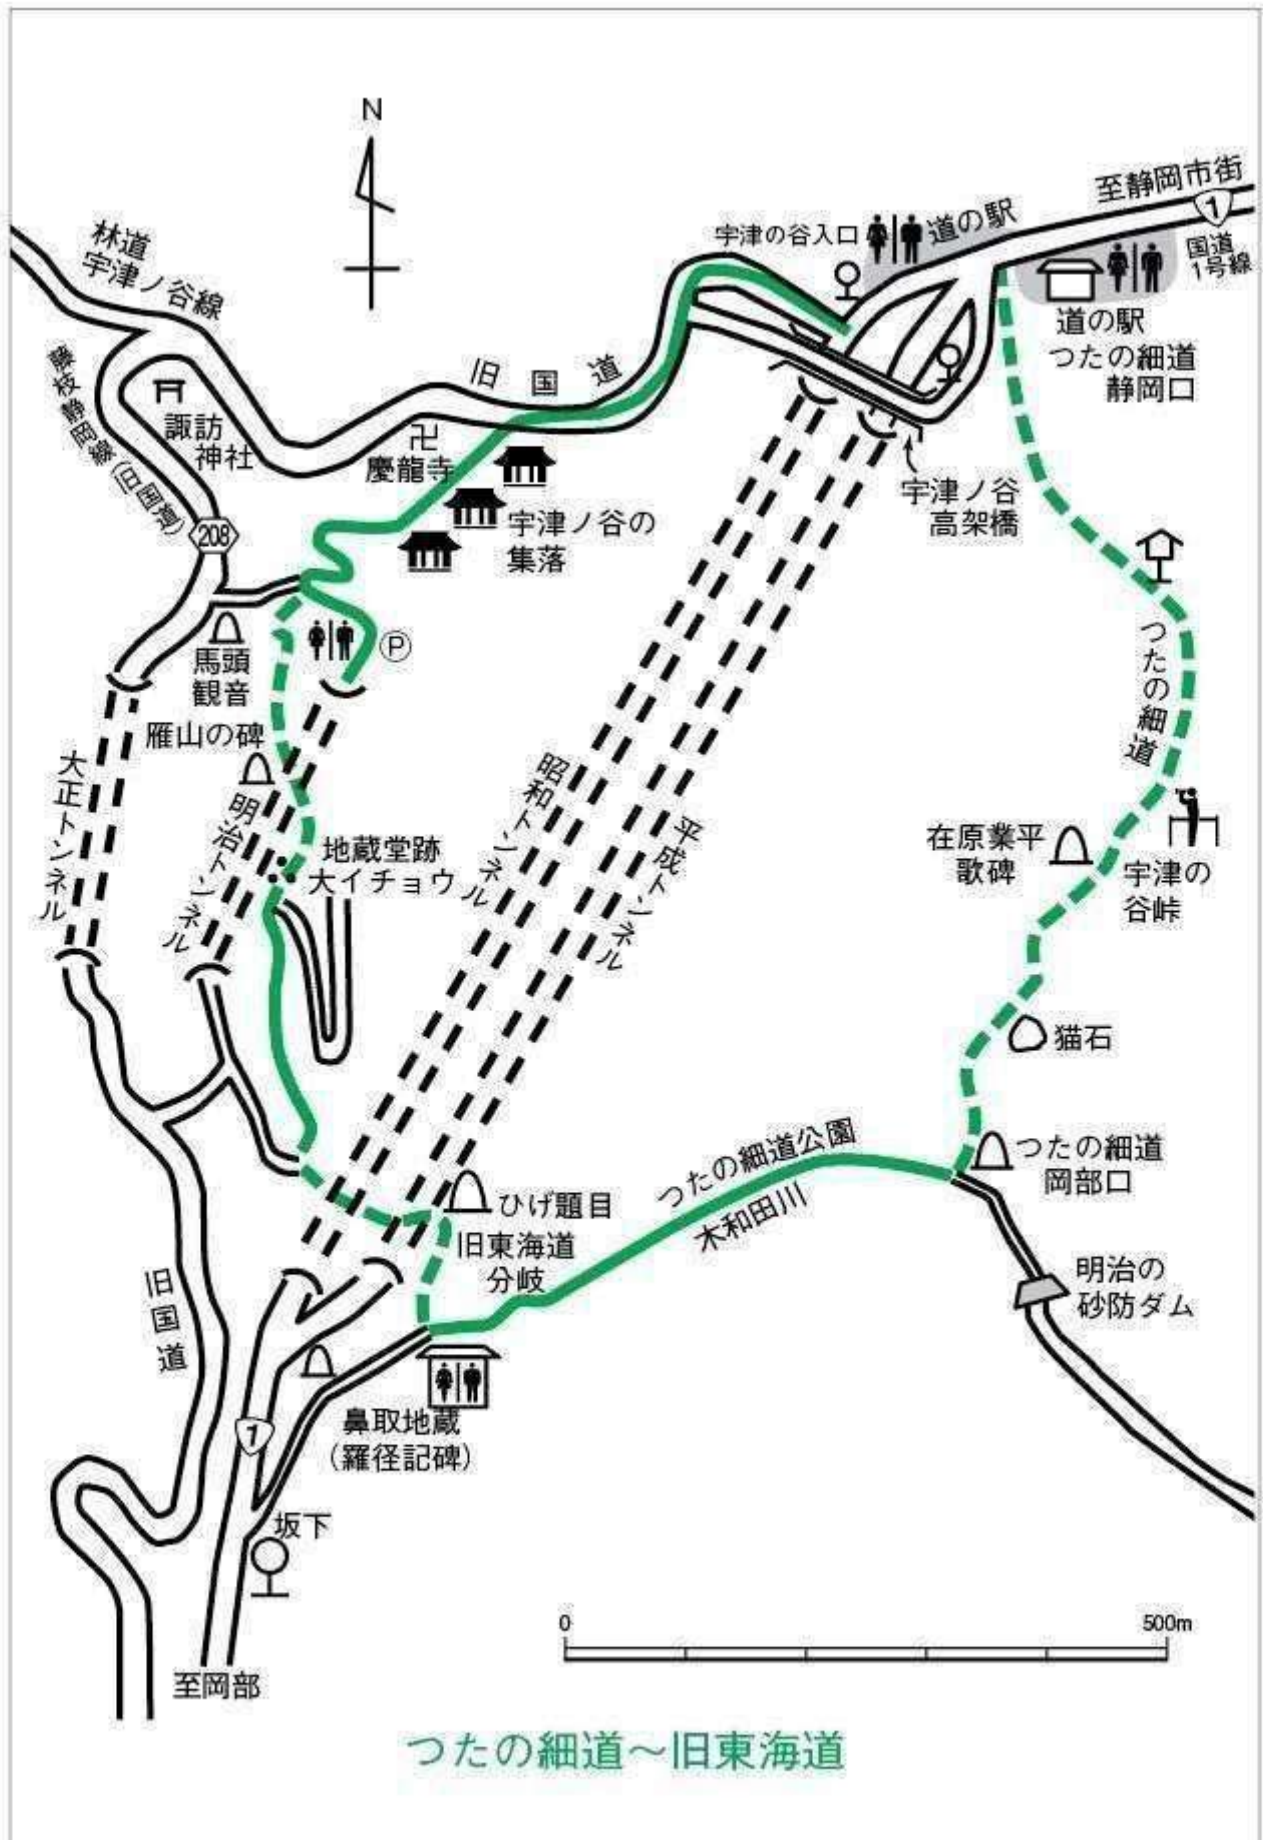 N
至静岡市街
1
国道
1号線
宇津の谷入口
道の駅
道の駅
つたの細道
静岡口
林道
宇津ノ谷線
藤枝静岡線(旧国道)
諏訪
神社
旧国道
卍
慶龍寺
208
宇津ノ谷の
集落
宇津ノ谷
高架橋
馬頭
観音
P
つたの細道
雁山の碑
大正トンネル
明治トンネル
昭和トンネル
平成トンネル
地蔵堂跡
大イチョウ
在原業平
歌碑
宇津の
谷峠
猫石
つたの細道
岡部口
つたの細道公園
木和田川
ひげ題目
旧東海道
分岐
明治の
砂防ダム
旧国道
鼻取地蔵
(羅径記碑)
1
坂下
至岡部
0
500m
つたの細道～旧東海道